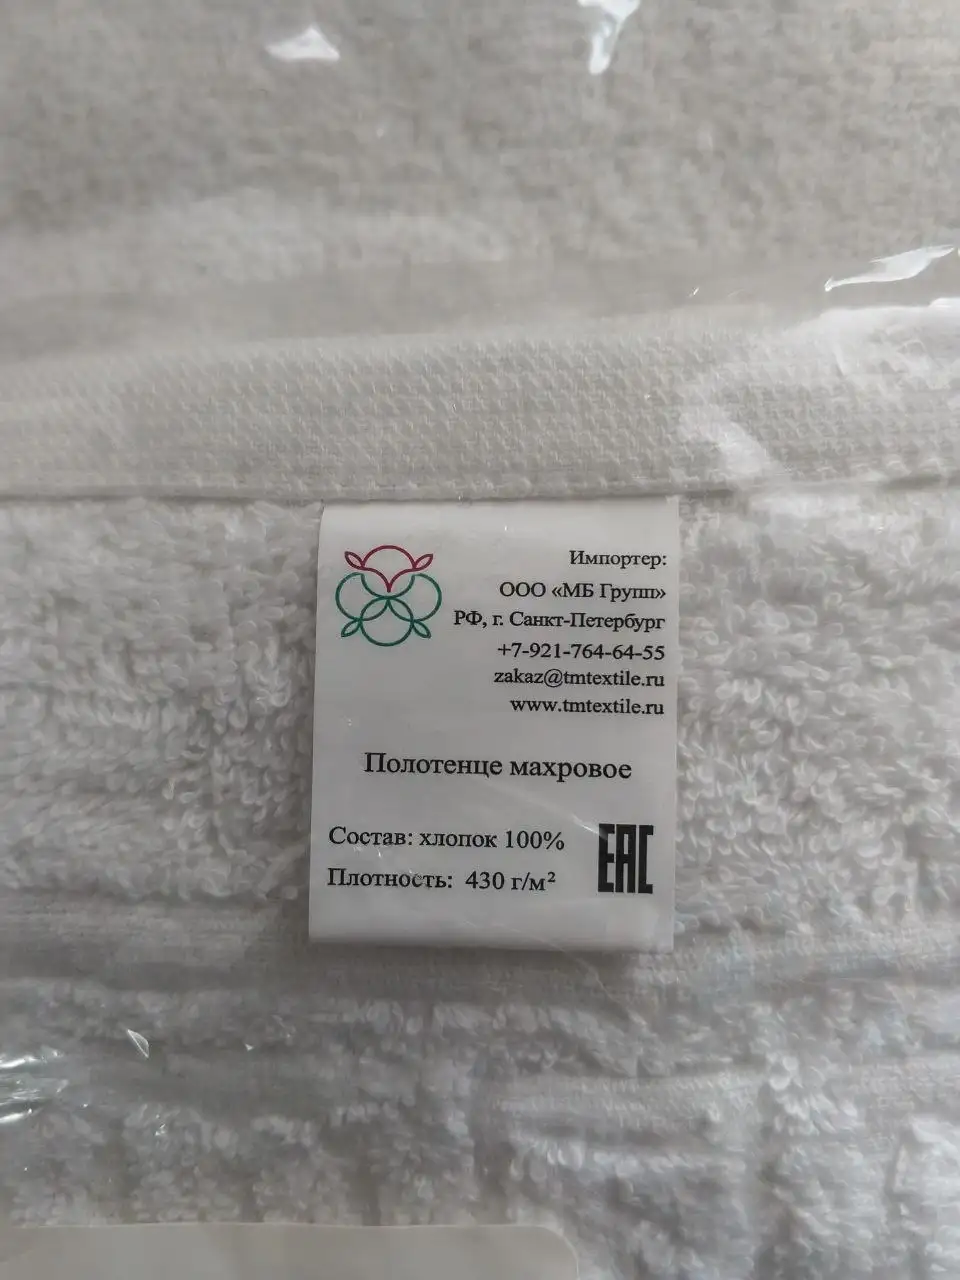 Импортер:
ООО «МБ Групп»
РФ, г. Санкт-Петербург
+7-921-764-64-55
zakaz@tmtextile.ru
www.tmtextile.ru
Полотенце махровое
Состав: хлопок 100%
Плотность: 430 г/м²
EAC